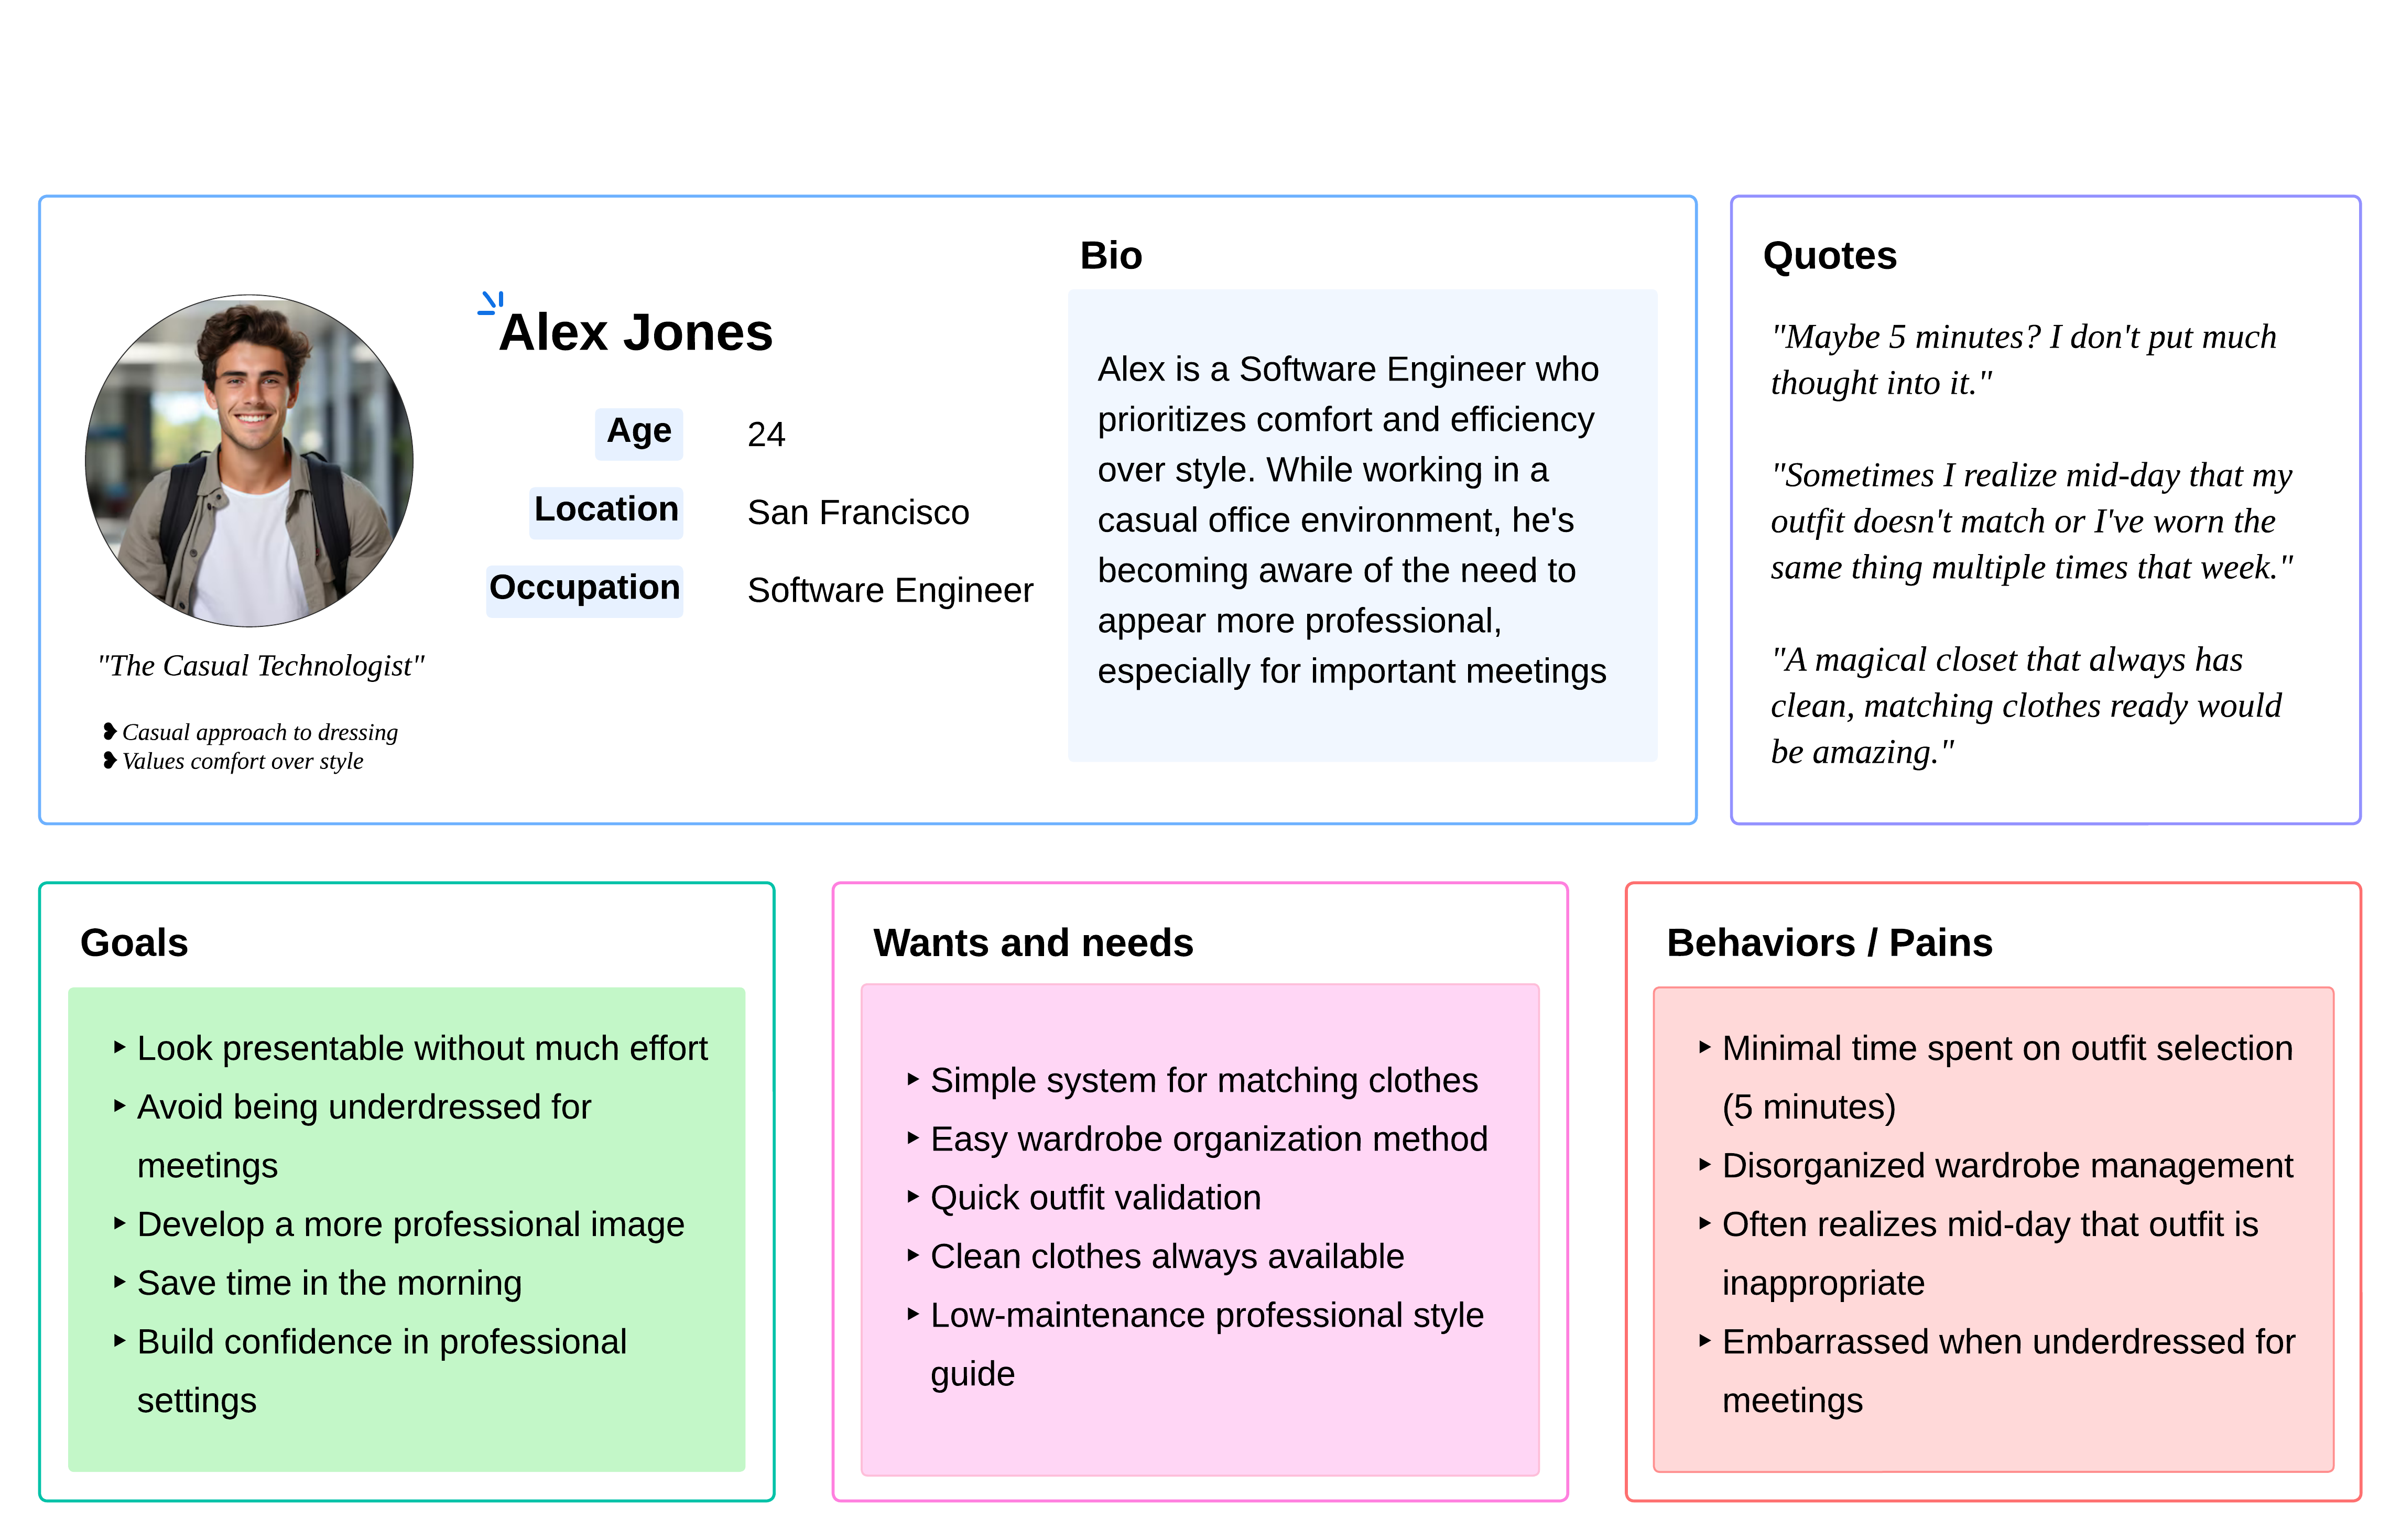 Alex Jones
Age
24
Location
San Francisco
Occupation
Software Engineer
"The Casual Technologist"
❥ Casual approach to dressing
❥ Values comfort over style
Bio
Alex is a Software Engineer who
prioritizes comfort and efficiency
over style. While working in a
casual office environment, he's
becoming aware of the need to
appear more professional,
especially for important meetings
Quotes
"Maybe 5 minutes? I don't put much
thought into it."
"Sometimes I realize mid-day that my
outfit doesn't match or I've worn the
same thing multiple times that week."
"A magical closet that always has
clean, matching clothes ready would
be amazing."
Goals
‣ Look presentable without much effort
‣ Avoid being underdressed for
meetings
‣ Develop a more professional image
‣ Save time in the morning
‣ Build confidence in professional
settings
Wants and needs
‣ Simple system for matching clothes
‣ Easy wardrobe organization method
‣ Quick outfit validation
‣ Clean clothes always available
‣ Low-maintenance professional style
guide
Behaviors / Pains
‣ Minimal time spent on outfit selection
(5 minutes)
‣ Disorganized wardrobe management
‣ Often realizes mid-day that outfit is
inappropriate
‣ Embarrassed when underdressed for
meetings